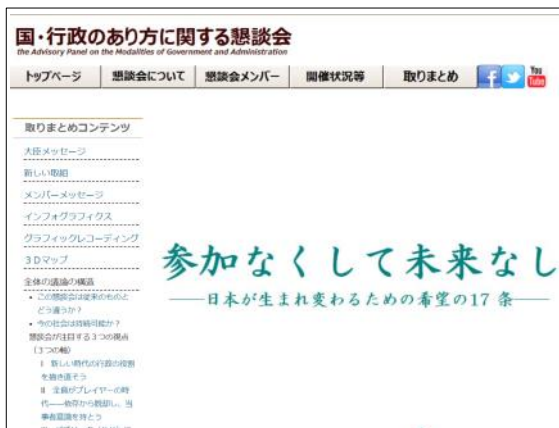 国・行政のあり方に関する懇談会
the Advisory Panel on the Modalities of Government and Administration
トップページ 懇談会について 懇談会メンバー 開催状況等 取りまとめ f You Tube
取りまとめコンテンツ
大臣メッセージ
新しい取組
メンバーメッセージ
インフォグラフィクス
グラフィックレコーディング
3Dマップ
全体の議論の構造
• この懇談会は従来のものと
どう違うか?
• 今の社会は持続可能か?
懇談会が注目する3つの視点
(3つの軸)
I 新しい時代の行政の役割
を描き直そう
II 全員がプレイヤーの時
代――依存から脱却し、当
事者意識を持とう
参加なくして未来なし
――日本が生まれ変わるための希望の17条――